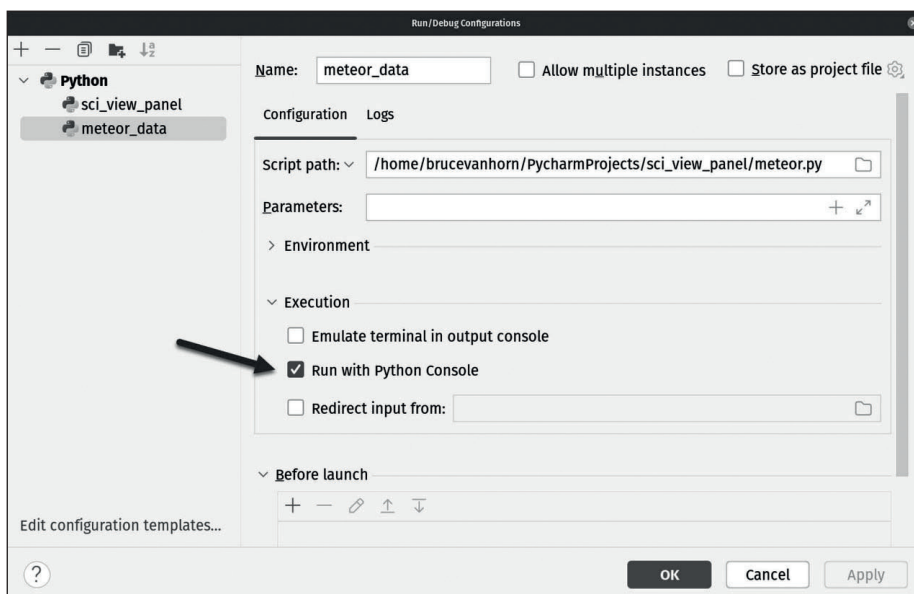 Run/Debug Configurations
Python
sci_view_panel
meteor_data
Edit configuration templates...
Name: meteor_data
Allow multiple instances
Store as project file
Configuration Logs
Script path: /home/brucevanhorn/PycharmProjects/sci_view_panel/meteor.py
Parameters:
Environment
Execution
Emulate terminal in output console
Run with Python Console
Redirect input from:
Before launch
?
OK Cancel Apply